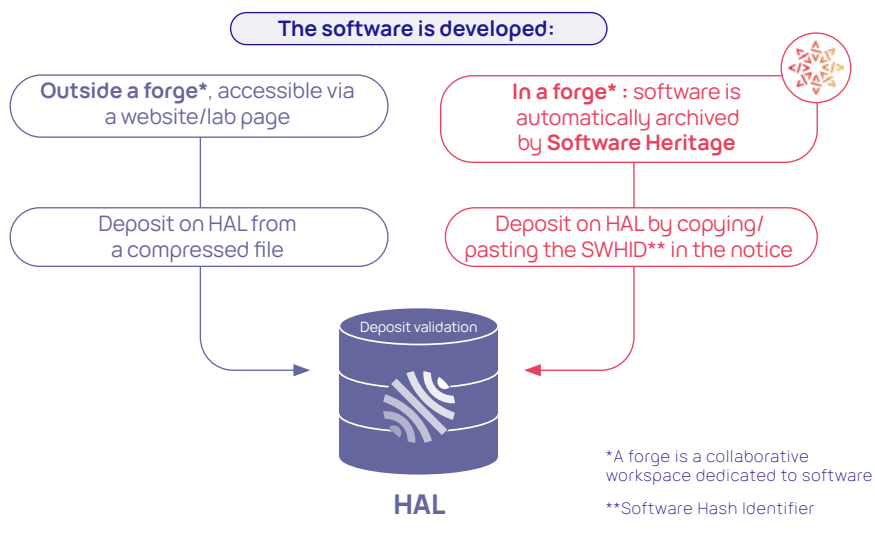 The software is developed:
Outside a forge*, accessible via
a website/lab page
In a forge* : software is
automatically archived
by Software Heritage
Deposit on HAL from
a compressed file
Deposit on HAL by copying/
pasting the SWHID** in the notice
Deposit validation
HAL
*A forge is a collaborative
workspace dedicated to software
**Software Hash Identifier